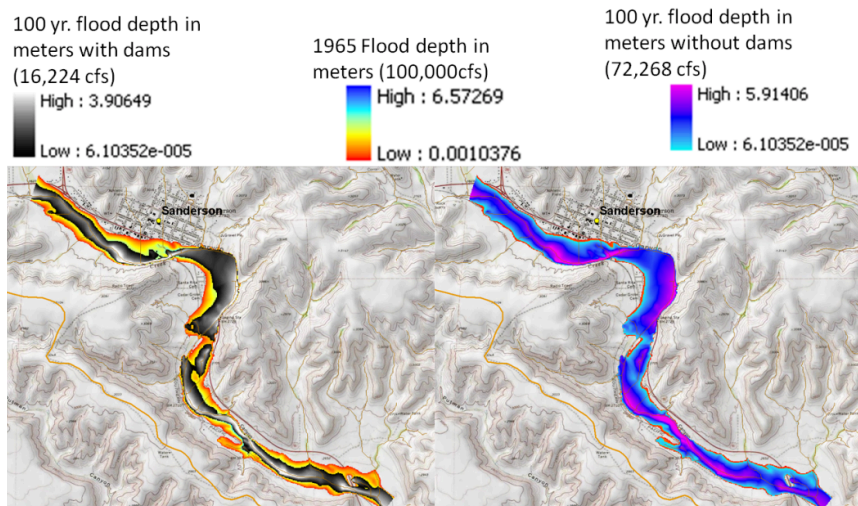 100 yr. flood depth in
meters with dams
(16,224 cfs)
High : 3.90649
Low : 6.10352e-005
1965 Flood depth in
meters (100,000cfs)
High : 6.57269
Low : 0.0010376
100 yr. flood depth in
meters without dams
(72,268 cfs)
High : 5.91406
Low : 6.10352e-005
Sanderson
Sanderson
Canyon
Canyon